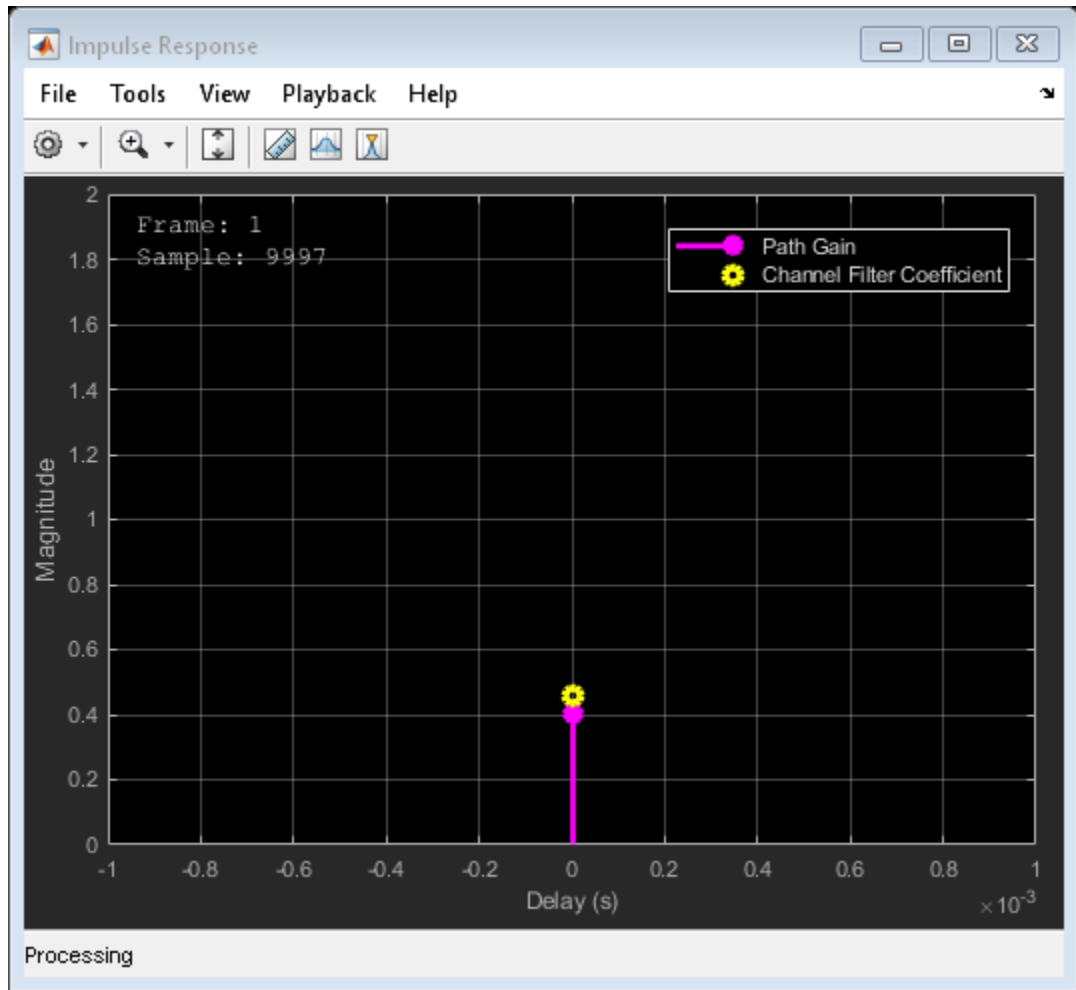 Impulse Response
File Tools View Playback Help
Frame: 1
Sample: 9997
Path Gain
Channel Filter Coefficient
2
1.8
1.6
1.4
1.2
1
0.8
0.6
0.4
0.2
0
Magnitude
-1 -0.8 -0.6 -0.4 -0.2 0 0.2 0.4 0.6 0.8 1
Delay (s)
×10⁻³
Processing